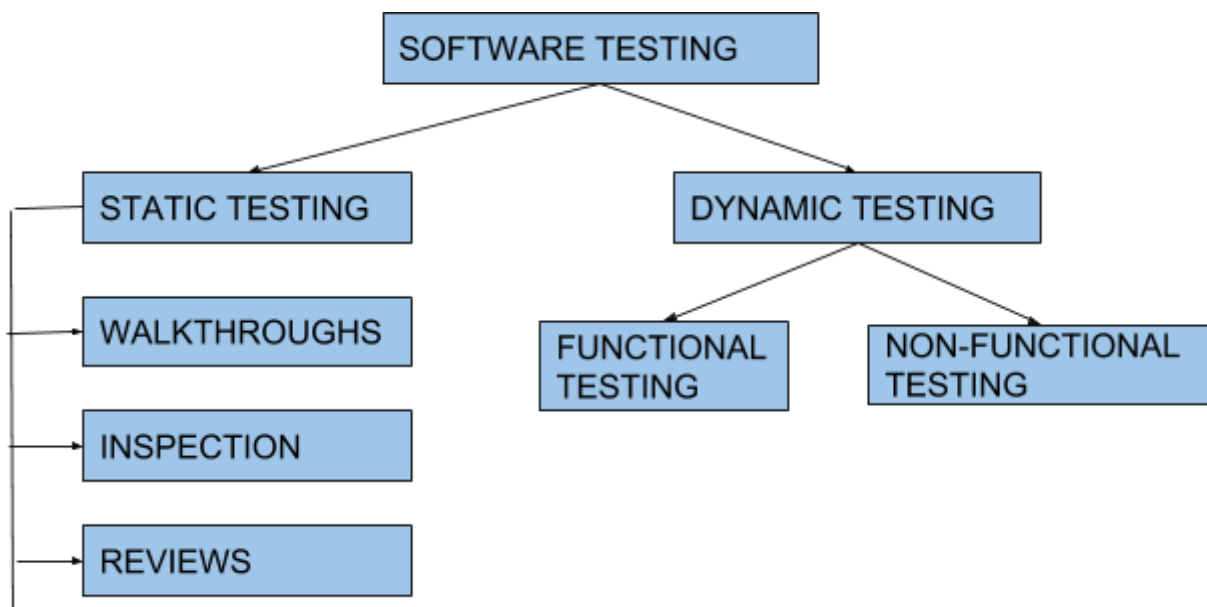 SOFTWARE TESTING
STATIC TESTING
DYNAMIC TESTING
WALKTHROUGHS
FUNCTIONAL
TESTING
NON-FUNCTIONAL
TESTING
INSPECTION
REVIEWS